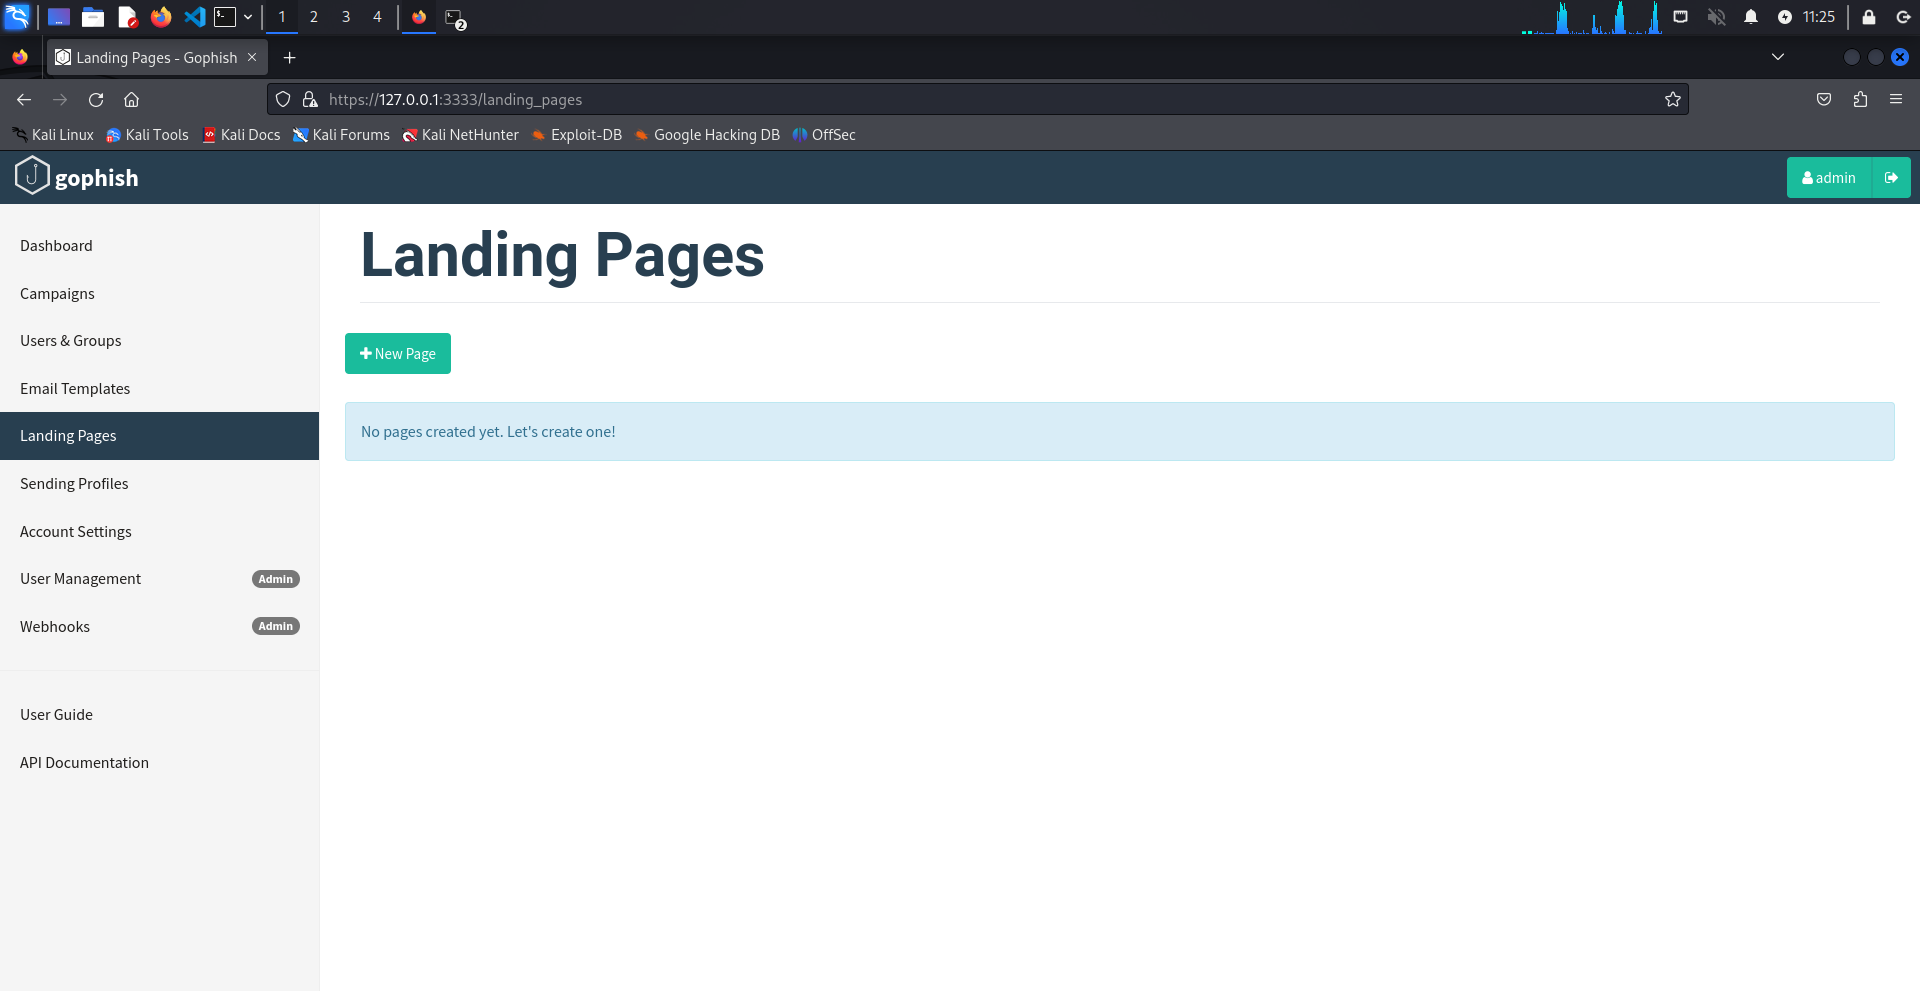 1 2 3 4 2 11:25
Landing Pages - Gophish
https://127.0.0.1:3333/landing_pages
Kali Linux Kali Tools Kali Docs Kali Forums Kali NetHunter Exploit-DB Google Hacking DB OffSec
gophish admin
Dashboard
Campaigns
Users & Groups
Email Templates
Landing Pages
Sending Profiles
Account Settings
User Management Admin
Webhooks Admin
User Guide
API Documentation
Landing Pages
New Page
No pages created yet. Let's create one!